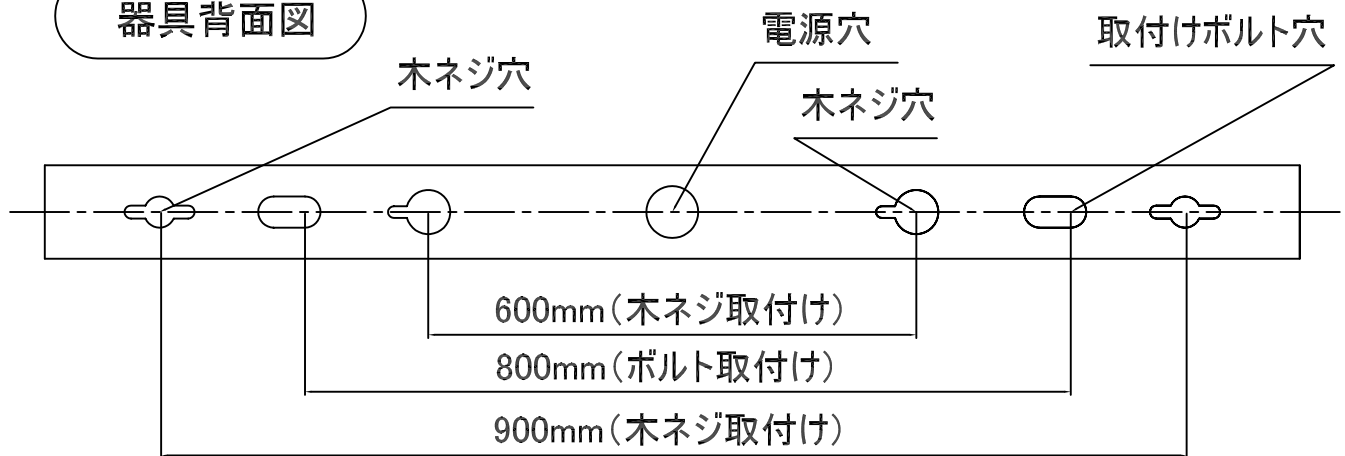 器具背面図
電源穴
取付けボルト穴
木ネジ穴
木ネジ穴
600mm(木ネジ取付け)
800mm(ボルト取付け)
900mm(木ネジ取付け)